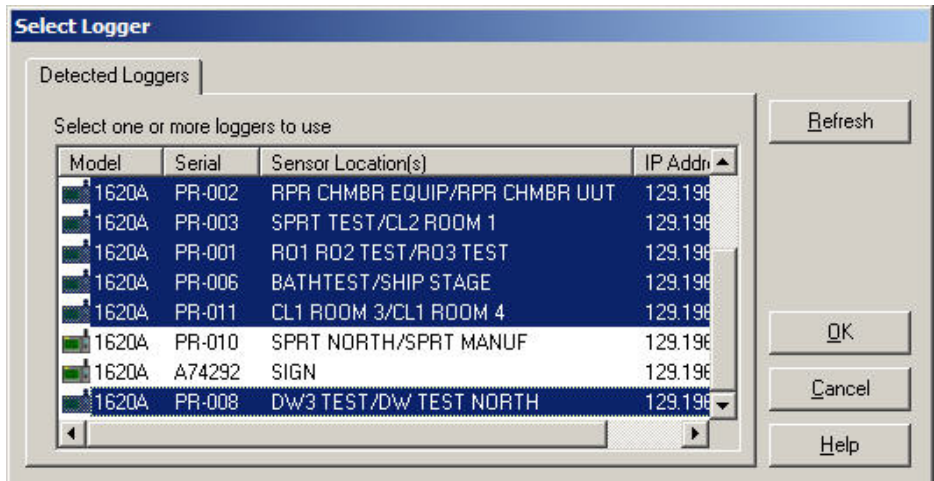 Select Logger
Detected Loggers
Select one or more loggers to use
Model Serial Sensor Location(s) IP Addr
1620A PR-002 RPR CHMBR EQUIP/RPR CHMBR UUT 129.196
1620A PR-003 SPRT TEST/CL2 ROOM 1 129.196
1620A PR-001 RO1 RO2 TEST/RO3 TEST 129.196
1620A PR-006 BATHTEST/SHIP STAGE 129.196
1620A PR-011 CL1 ROOM 3/CL1 ROOM 4 129.196
1620A PR-010 SPRT NORTH/SPRT MANUF 129.196
1620A A74292 SIGN 129.196
1620A PR-008 DW3 TEST/DW TEST NORTH 129.196
Refresh
OK
Cancel
Help